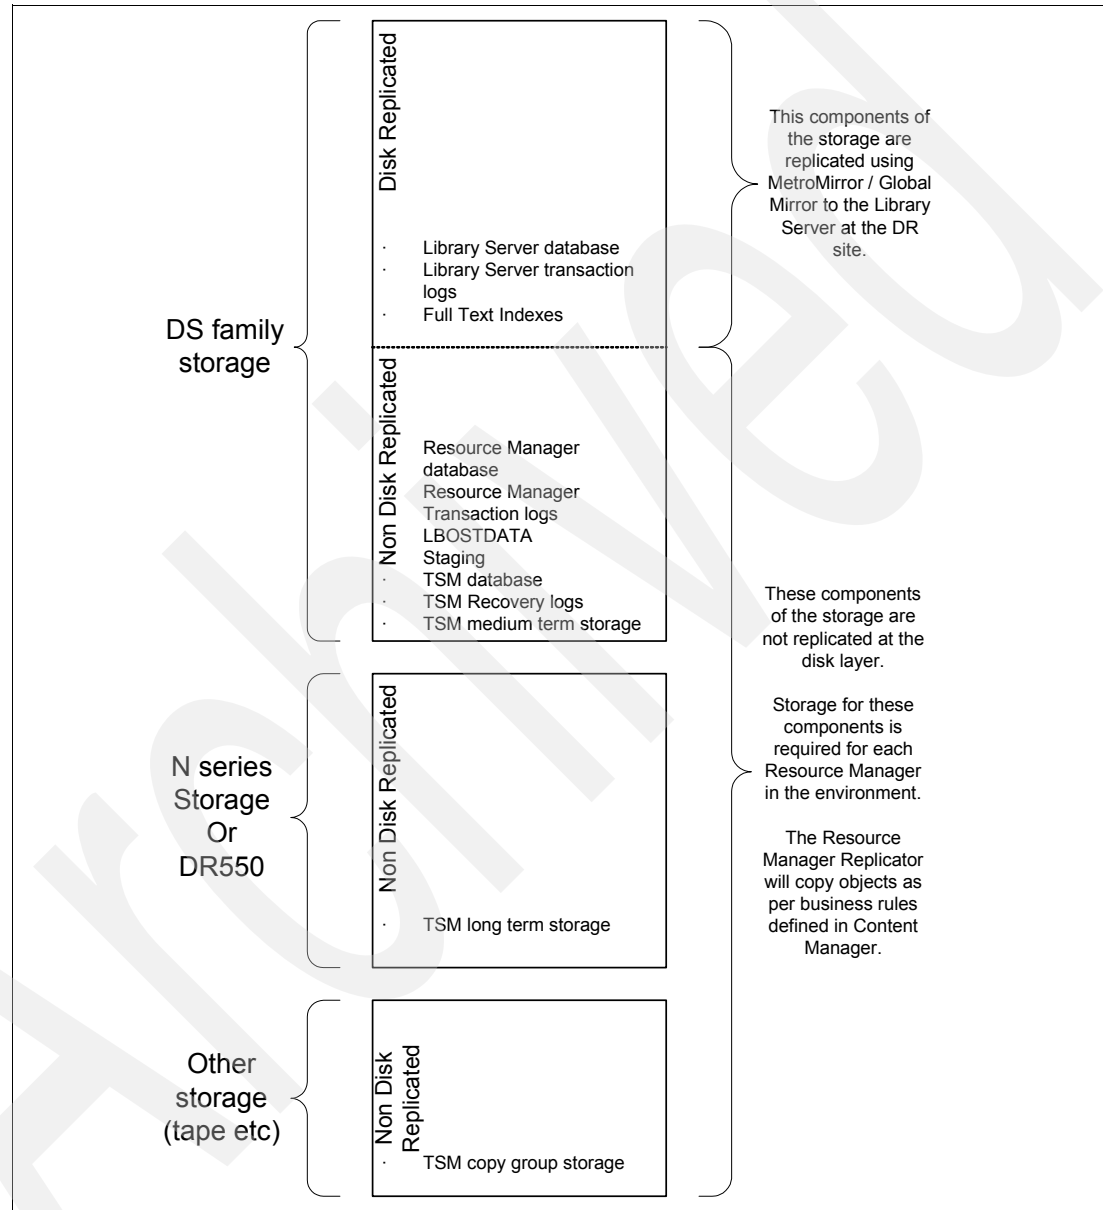 Disk Replicated
· Library Server database
· Library Server transaction
logs
· Full Text Indexes
DS family
storage
This components of
the storage are
replicated using
MetroMirror / Global
Mirror to the Library
Server at the DR
site.
Non Disk Replicated
Resource Manager
database
Resource Manager
Transaction logs
LBOSTDATA
Staging
· TSM database
· TSM Recovery logs
· TSM medium term storage
These components
of the storage are
not replicated at the
disk layer.
Storage for these
components is
required for each
Resource Manager
in the environment.
The Resource
Manager Replicator
will copy objects as
per business rules
defined in Content
Manager.
N series
Storage
Or
DR550
Non Disk Replicated
· TSM long term storage
Other
storage
(tape etc)
Non Disk
Replicated
· TSM copy group storage
Archived